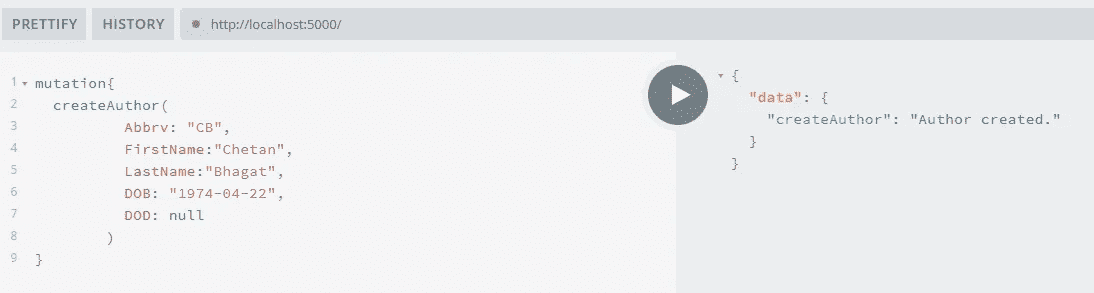 PRETTIFY HISTORY http://localhost:5000/
1 mutation{
2 createAuthor(
3 Abbrv: "CB",
4 FirstName:"Chetan",
5 LastName:"Bhagat",
6 DOB: "1974-04-22",
7 DOD: null
8 )
9 }
{
"data": {
"createAuthor": "Author created."
}
}